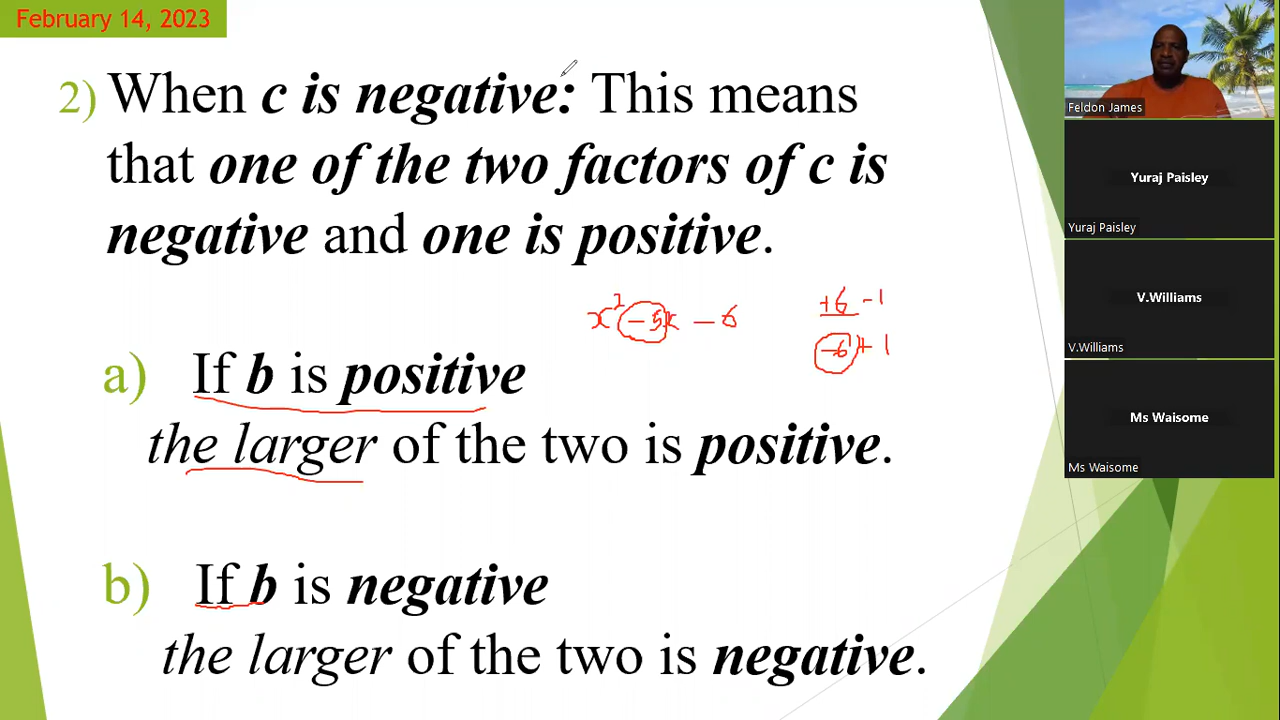 February 14, 2023
2) When c is negative: This means
that one of the two factors of c is
negative and one is positive.
x² -5x - 6
+6 -1
-6 +1
a) If b is positive
the larger of the two is positive.
b) If b is negative
the larger of the two is negative.
Feldon James
Yuraj Paisley
Yuraj Paisley
V.Williams
V.Williams
Ms Waisome
Ms Waisome